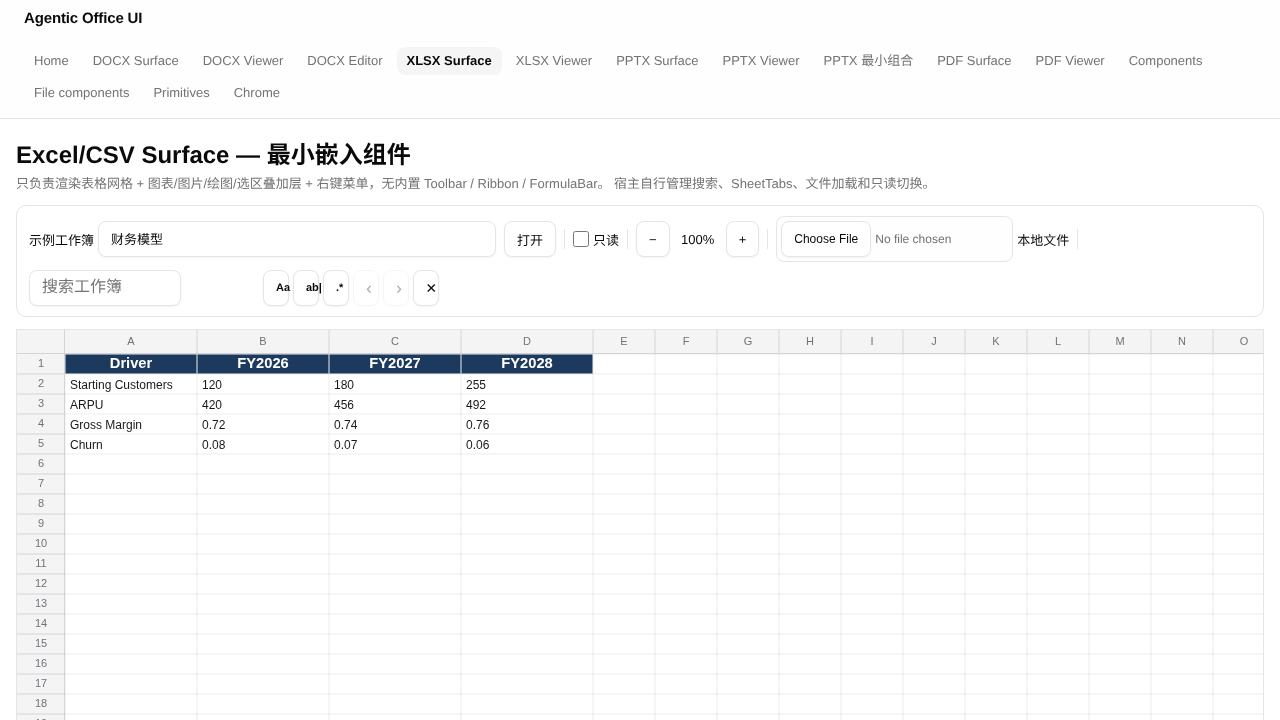 Agentic Office UI
Home DOCX Surface DOCX Viewer DOCX Editor XLSX Surface XLSX Viewer PPTX Surface PPTX Viewer PPTX 最小组合 PDF Surface PDF Viewer Components
File components Primitives Chrome
Excel/CSV Surface — 最小嵌入组件
只负责渲染表格网格 + 图表/图片/绘图/选区叠加层 + 右键菜单，无内置 Toolbar / Ribbon / FormulaBar。 宿主自行管理搜索、SheetTabs、文件加载和只读切换。
示例工作簿 财务模型 打开 只读 − 100% + Choose File No file chosen 本地文件
搜索工作簿 Aa ab| .* ‹ › ✕
A B C D E F G H I J K L M N O
1 Driver FY2026 FY2027 FY2028
2 Starting Customers 120 180 255
3 ARPU 420 456 492
4 Gross Margin 0.72 0.74 0.76
5 Churn 0.08 0.07 0.06
6
7
8
9
10
11
12
13
14
15
16
17
18